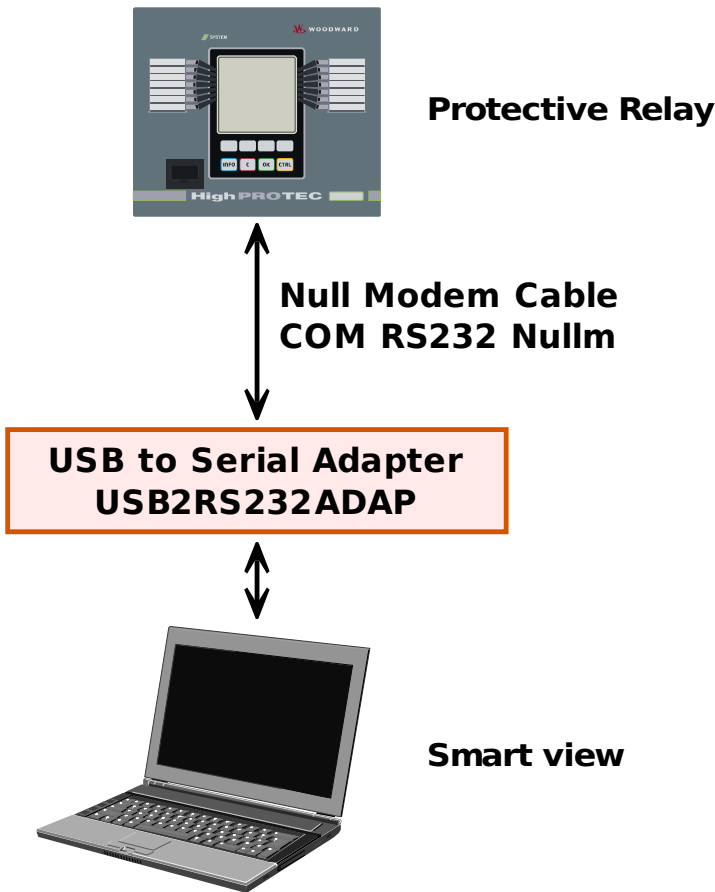 SYSTEM
WOODWARD
INFO C OK CTRL
HighPROTEC
Protective Relay
Null Modem Cable
COM RS232 Nullm
USB to Serial Adapter
USB2RS232ADAP
Smart view